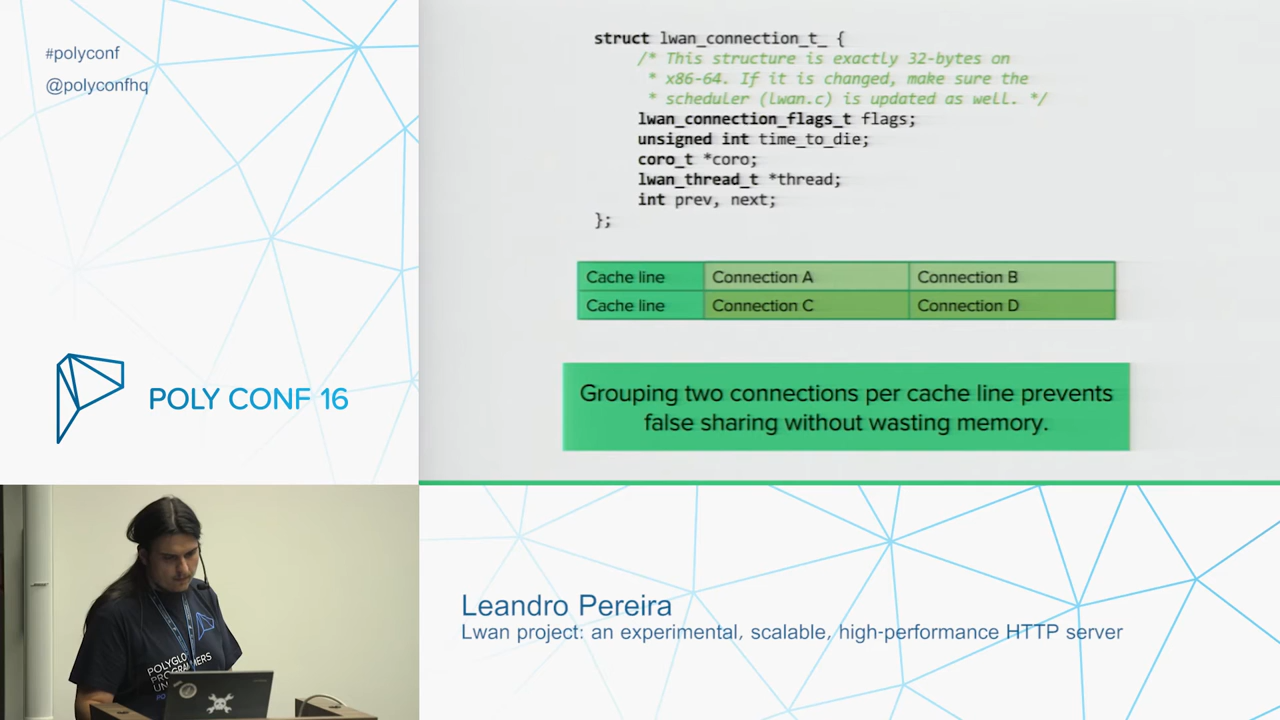 #polyconf
@polyconfhq
POLY CONF 16
struct lwan_connection_t_ {
/* This structure is exactly 32-bytes on
* x86-64. If it is changed, make sure the
* scheduler (lwan.c) is updated as well. */
lwan_connection_flags_t flags;
unsigned int time_to_die;
coro_t *coro;
lwan_thread_t *thread;
int prev, next;
};
Cache line Connection A Connection B
Cache line Connection C Connection D
Grouping two connections per cache line prevents
false sharing without wasting memory.
POLYGLO
PROGRAMMERS
UN
Leandro Pereira
Lwan project: an experimental, scalable, high-performance HTTP server